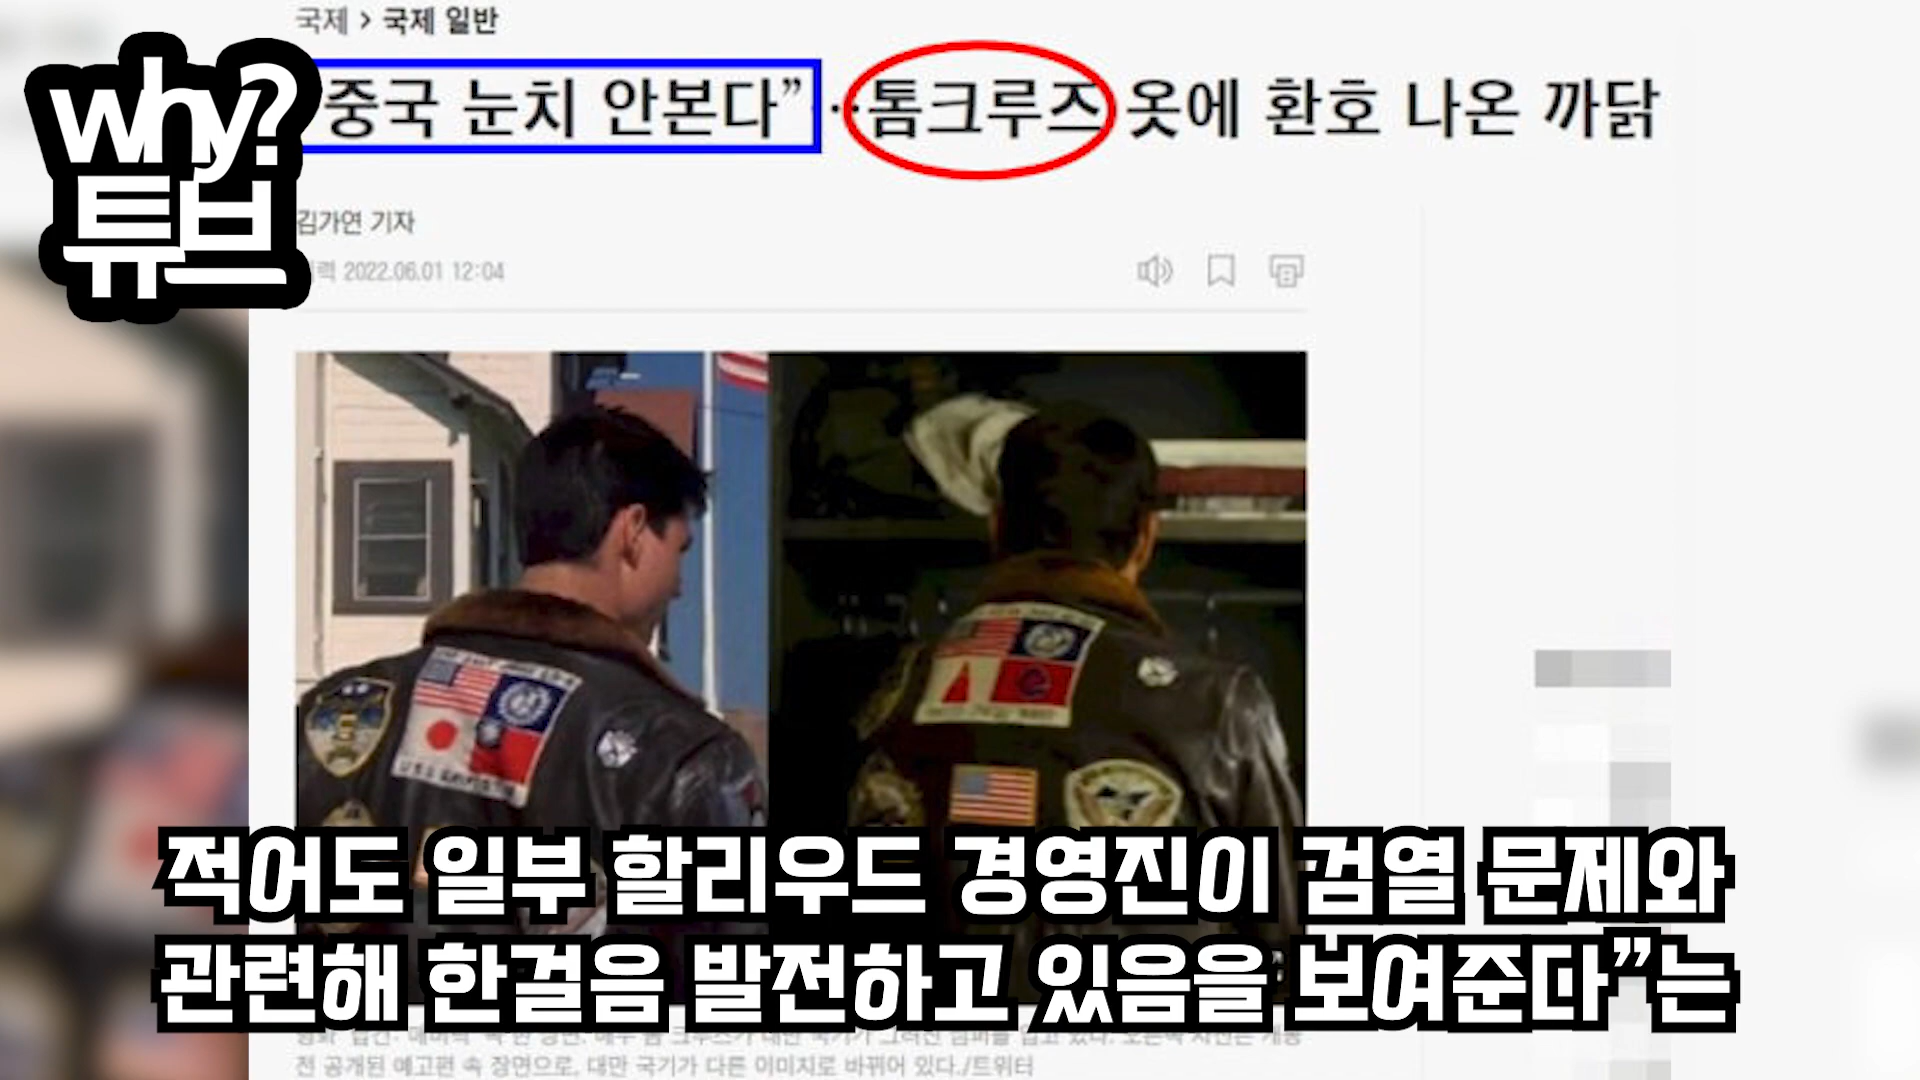 국제 > 국제 일반
why?
튜브
중국 눈치 안본다”…톰크루즈 옷에 환호 나온 까닭
김가연 기자
력 2022.06.01 12:04
적어도 일부 할리우드 경영진이 검열 문제와
관련해 한걸음 발전하고 있음을 보여준다”는
전 공개된 예고편 속 장면으로, 대만 국기가 다른 이미지로 바뀌어 있다./트위터